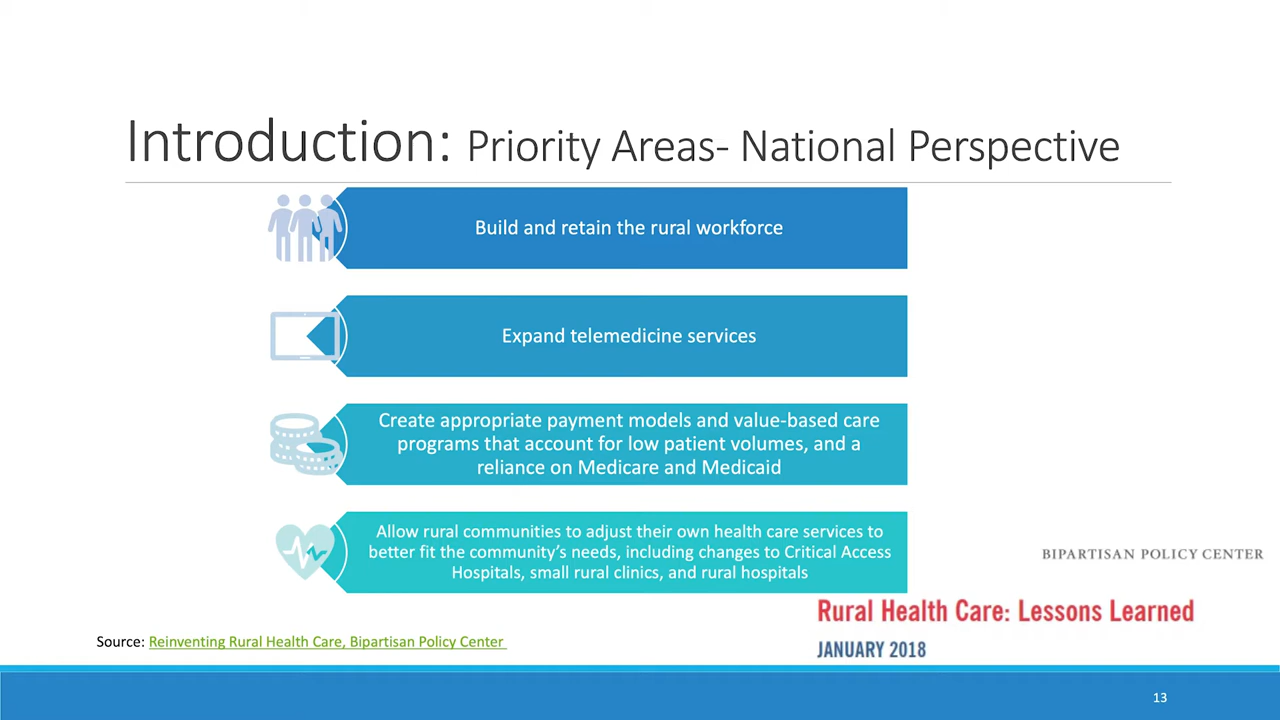 Introduction: Priority Areas- National Perspective
Build and retain the rural workforce
Expand telemedicine services
Create appropriate payment models and value-based care
programs that account for low patient volumes, and a
reliance on Medicare and Medicaid
Allow rural communities to adjust their own health care services to
better fit the community’s needs, including changes to Critical Access
Hospitals, small rural clinics, and rural hospitals
BIPARTISAN POLICY CENTER
Rural Health Care: Lessons Learned
JANUARY 2018
Source: Reinventing Rural Health Care, Bipartisan Policy Center
13